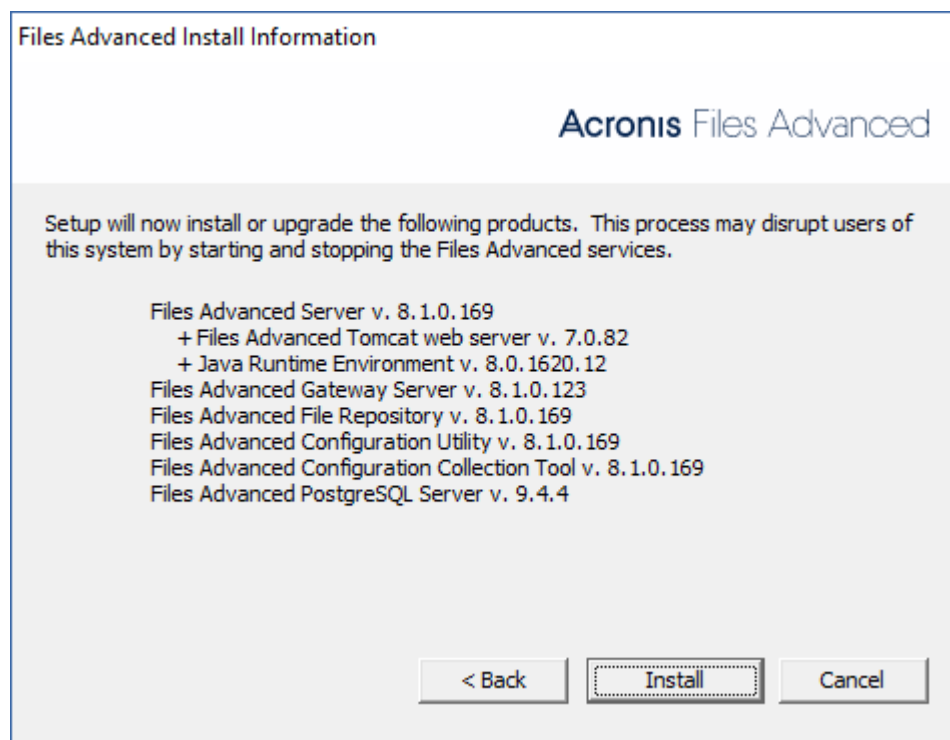 Files Advanced Install Information
Acronis Files Advanced
Setup will now install or upgrade the following products.  This process may disrupt users of
this system by starting and stopping the Files Advanced services.
Files Advanced Server v. 8.1.0.169
+ Files Advanced Tomcat web server v. 7.0.82
+ Java Runtime Environment v. 8.0.1620.12
Files Advanced Gateway Server v. 8.1.0.123
Files Advanced File Repository v. 8.1.0.169
Files Advanced Configuration Utility v. 8.1.0.169
Files Advanced Configuration Collection Tool v. 8.1.0.169
Files Advanced PostgreSQL Server v. 9.4.4
< Back
Install
Cancel